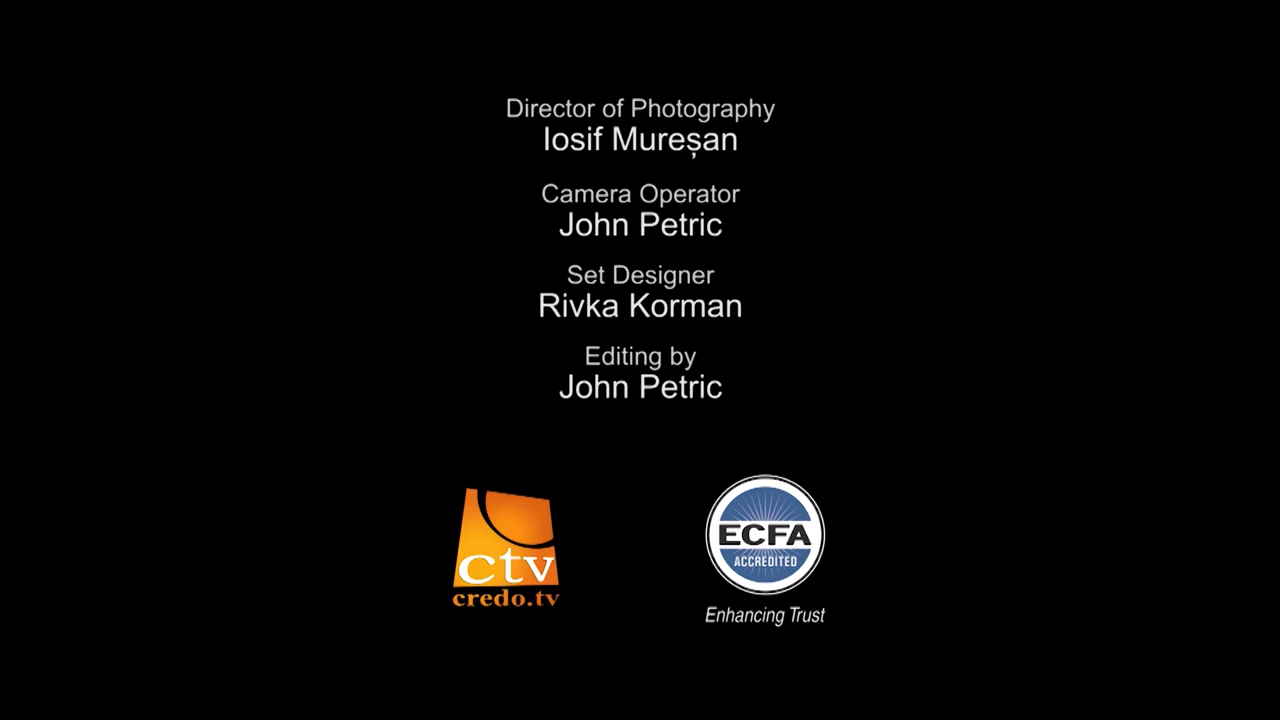 Director of Photography
Iosif Mureșan
Camera Operator
John Petric
Set Designer
Rivka Korman
Editing by
John Petric
ctv
credo.tv
ECFA
ACCREDITED
Enhancing Trust